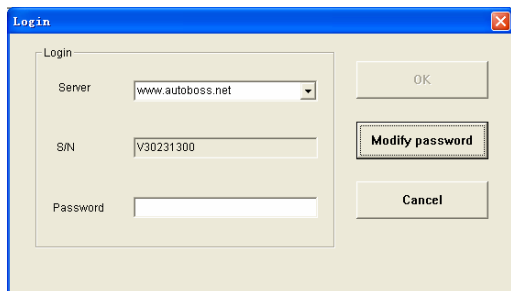 Login
Login
Server
www.autoboss.net
OK
S/N
V30231300
Modify password
Password
Cancel